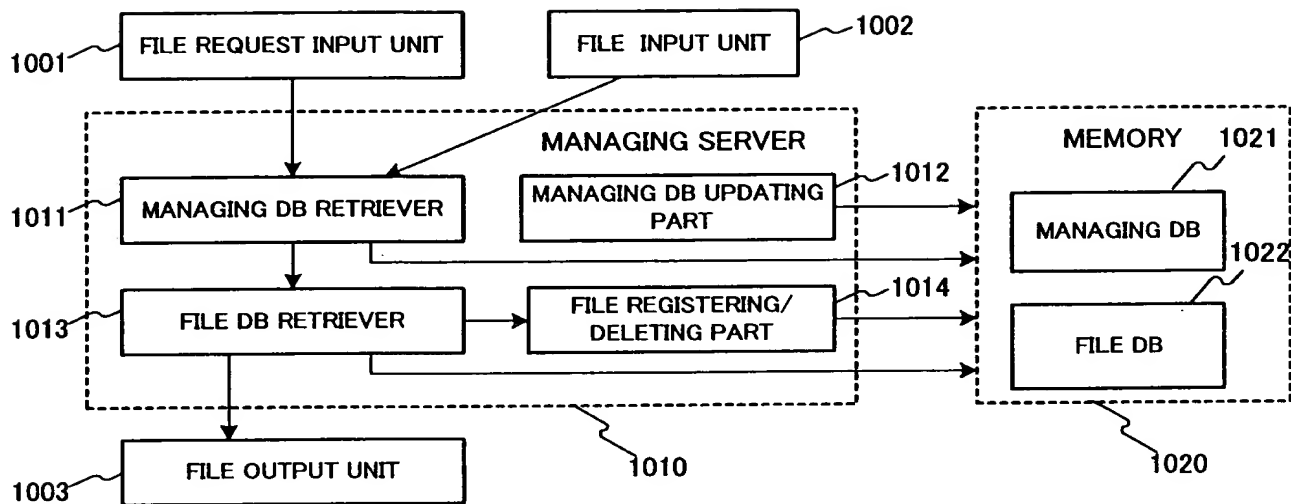 1001
FILE REQUEST INPUT UNIT
FILE INPUT UNIT
1002
MANAGING SERVER
MEMORY
1021
1011
MANAGING DB RETRIEVER
MANAGING DB UPDATING
PART
1012
MANAGING DB
1022
1013
FILE DB RETRIEVER
FILE REGISTERING/
DELETING PART
1014
FILE DB
1003
FILE OUTPUT UNIT
1010
1020